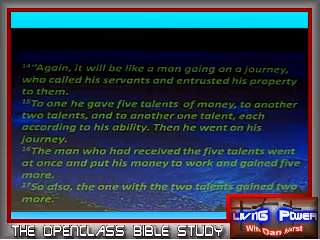 14"Again, it will be like a man going on a journey,
who called his servants and entrusted his property
to them.
15To one he gave five talents of money, to another
two talents, and to another one talent, each
according to his ability. Then he went on his
journey.
16The man who had received the five talents went
at once and put his money to work and gained five
more.
17So also, the one with the two talents gained two
more.
THE OPENCLASS BIBLE STUDY
Living Power
With Dan